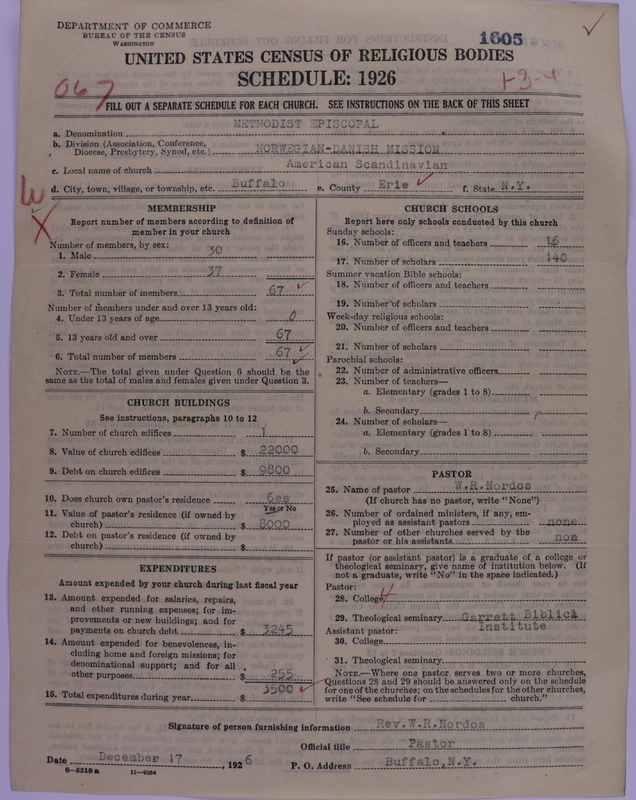 DEPARTMENT OF COMMERCE
BUREAU OF THE CENSUS
WASHINGTON
1605
UNITED STATES CENSUS OF RELIGIOUS BODIES
SCHEDULE: 1926
067
1-3-4
FILL OUT A SEPARATE SCHEDULE FOR EACH CHURCH. SEE INSTRUCTIONS ON THE BACK OF THIS SHEET
a. Denomination METHODIST EPISCOPAL
b. Division (Association, Conference,
Diocese, Presbytery, Synod, etc.) NORWEGIAN-DANISH MISSION
c. Local name of church American Scandinavian
d. City, town, village, or township, etc. Buffalo e. County Erie f. State N.Y.
MEMBERSHIP
Report number of members according to definition of
member in your church
Number of members, by sex:
1. Male 30
2. Female 37
3. Total number of members 67
Number of members under and over 13 years old:
4. Under 13 years of age 0
5. 13 years old and over 67
6. Total number of members 67
NOTE.—The total given under Question 6 should be the
same as the total of males and females given under Question 3.
CHURCH BUILDINGS
See instructions, paragraphs 10 to 12
7. Number of church edifices 1
8. Value of church edifices $ 22000
9. Debt on church edifices $ 9800
10. Does church own pastor's residence 6es
Yes or No
11. Value of pastor's residence (if owned by
church) $ 8000
12. Debt on pastor's residence (if owned by
church) $
EXPENDITURES
Amount expended by your church during last fiscal year
13. Amount expended for salaries, repairs,
and other running expenses; for im-
provements or new buildings; and for
payments on church debt $ 3245
14. Amount expended for benevolences, in-
cluding home and foreign missions; for
denominational support; and for all
other purposes $ 255
15. Total expenditures during year $ 3500
CHURCH SCHOOLS
Report here only schools conducted by this church
Sunday schools:
16. Number of officers and teachers 16
17. Number of scholars 140
Summer vacation Bible schools:
18. Number of officers and teachers
19. Number of scholars
Week-day religious schools:
20. Number of officers and teachers
21. Number of scholars
Parochial schools:
22. Number of administrative officers
23. Number of teachers—
a. Elementary (grades 1 to 8)
b. Secondary
24. Number of scholars—
a. Elementary (grades 1 to 8)
b. Secondary
PASTOR
25. Name of pastor W.R.Nordos
(If church has no pastor, write "None")
26. Number of ordained ministers, if any, em-
ployed as assistant pastors none
27. Number of other churches served by the
pastor or his assistants non
If pastor (or assistant pastor) is a graduate of a college or
theological seminary, give name of institution below. (If
not a graduate, write "No" in the space indicated.)
Pastor:
28. College
29. Theological seminary Garrett Biblicl
Institute
Assistant pastor:
30. College
31. Theological seminary
NOTE.—Where one pastor serves two or more churches,
Questions 28 and 29 should be answered only on the schedule
for one of the churches; on the schedules for the other churches,
write "See schedule for church."
Signature of person furnishing information Rev.W.R.Nordos
Official title Pastor
Date December 17, 1926 P. O. Address Buffalo,N.Y.
8-5518a 11-9064